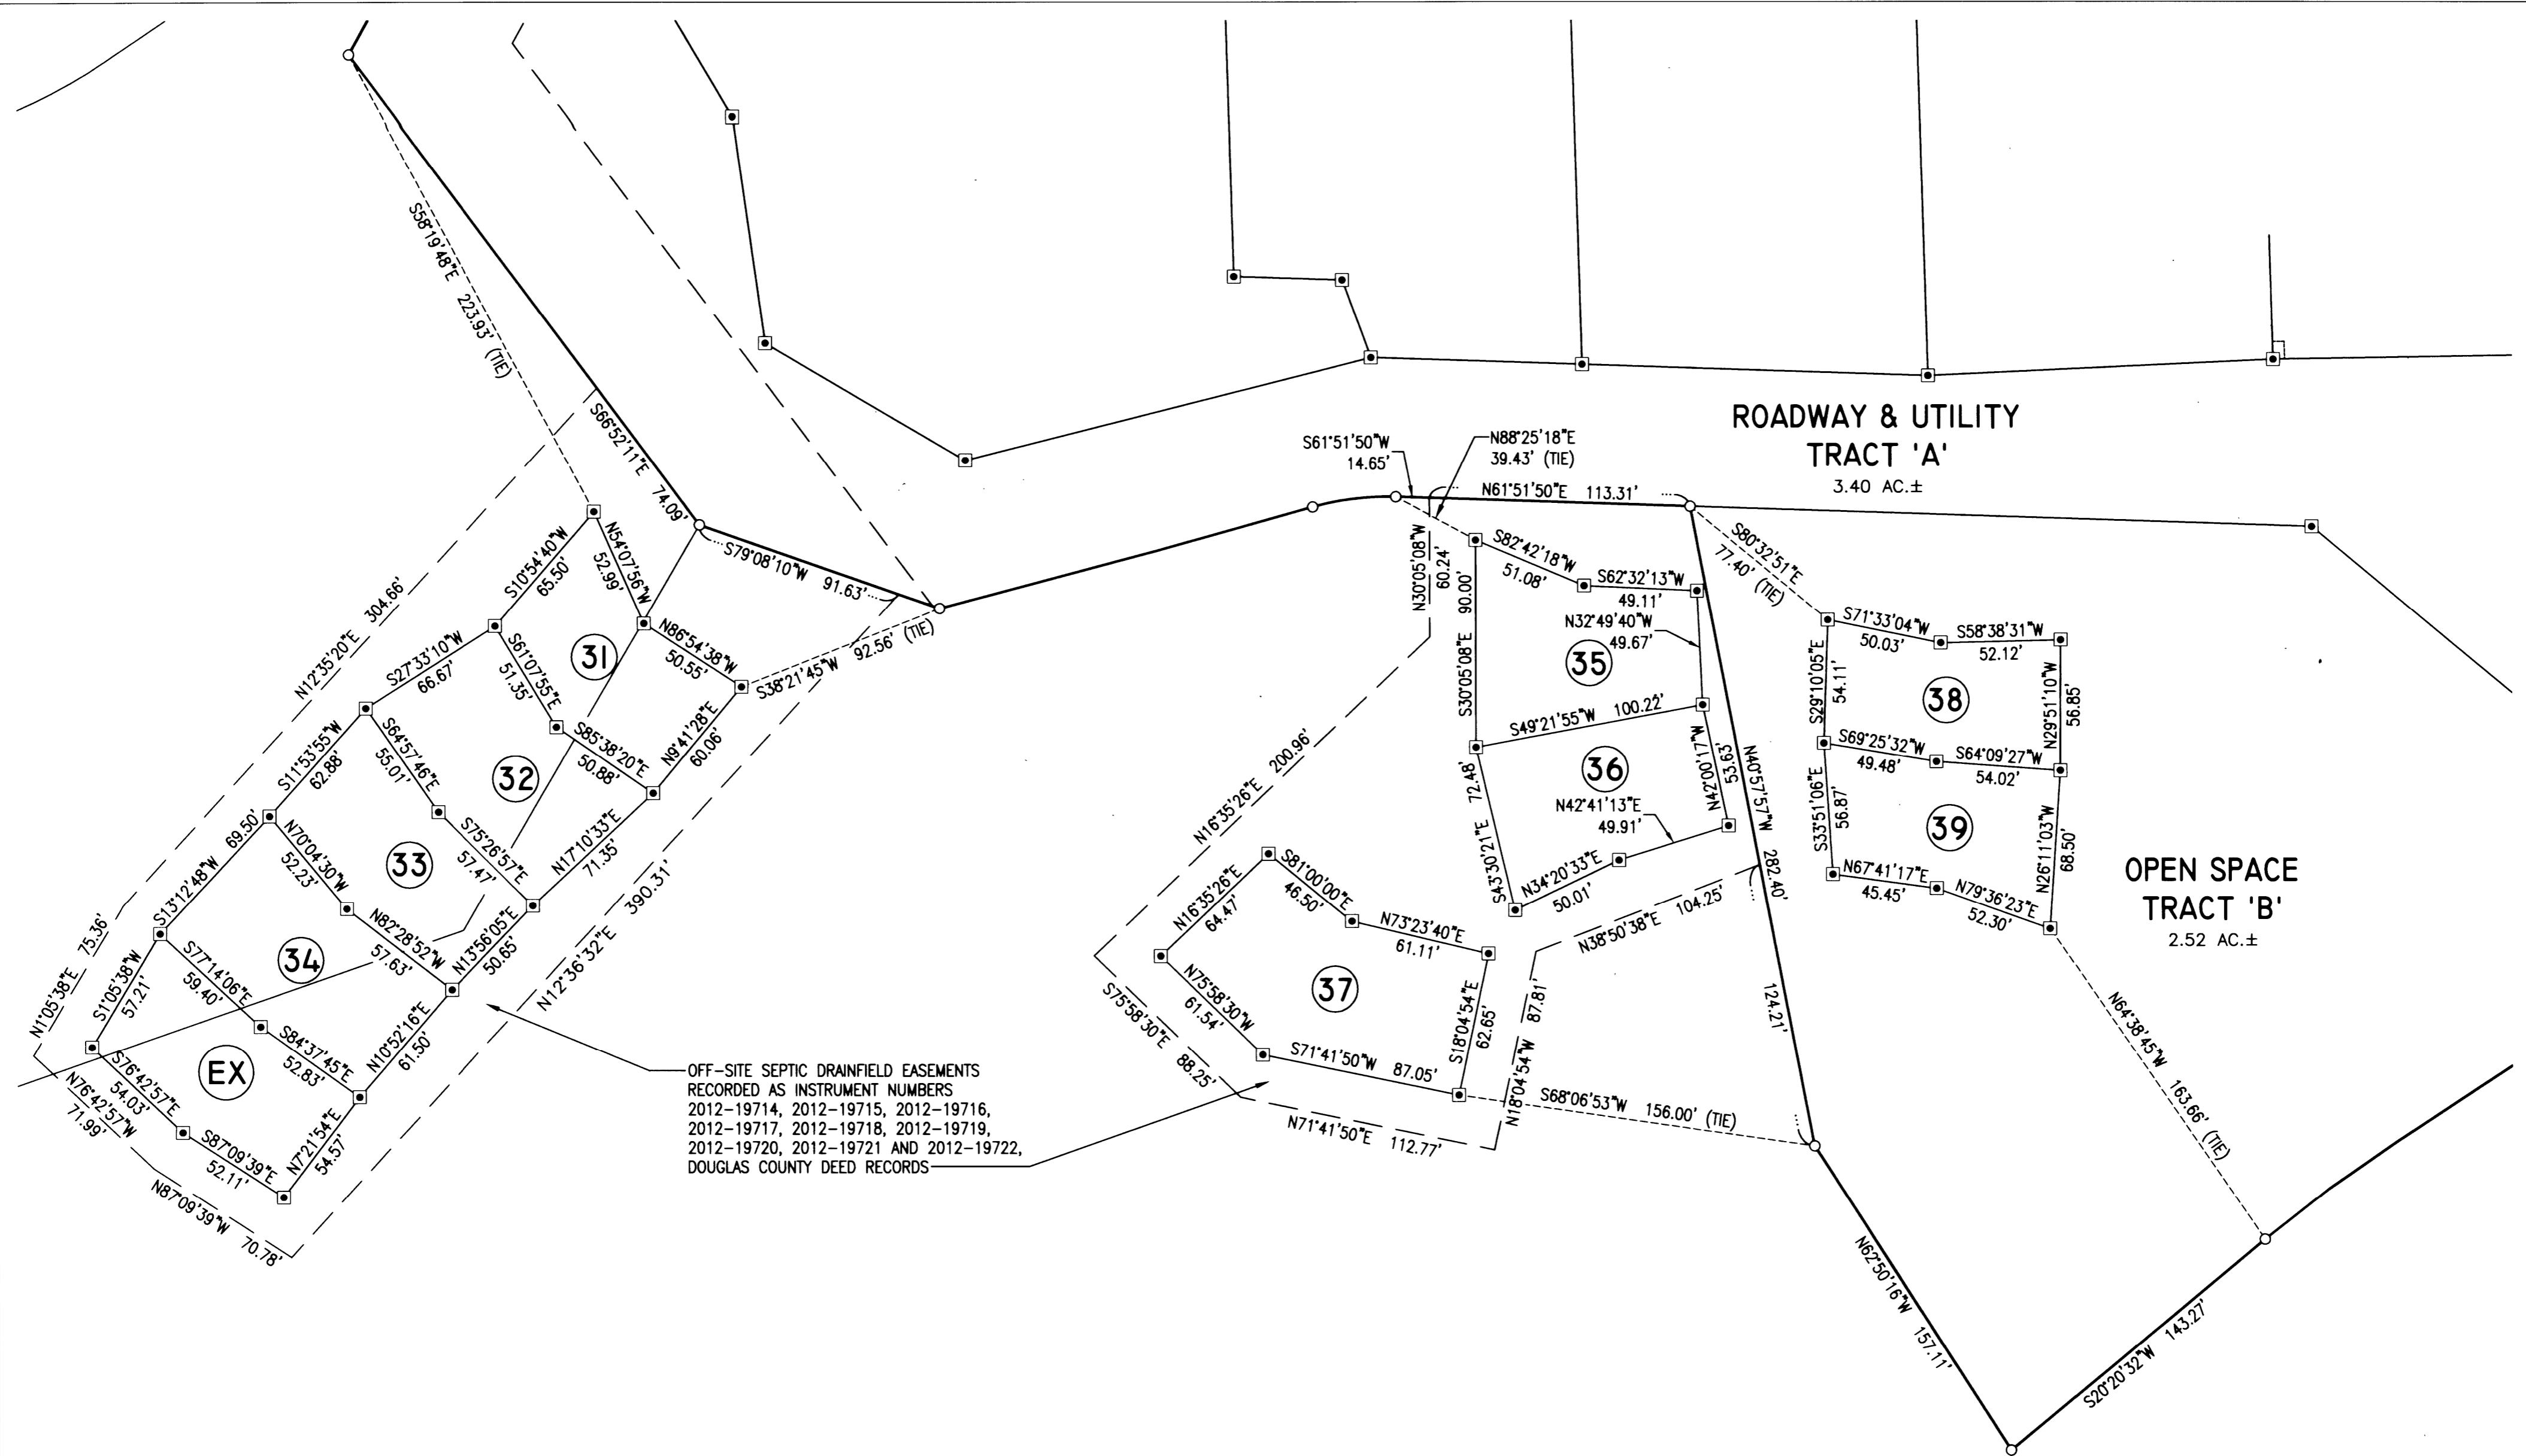 ROADWAY & UTILITY
TRACT 'A'
3.40 AC.±
OPEN SPACE
TRACT 'B'
2.52 AC.±
S58°19'48"E 223.93' (TIE)
S66°52'11"E 74.09'
S79°08'10"W 91.63'
S38°21'45"W 92.56' (TIE)
N12°35'20"E 304.66'
N1°05'38"E 75.36'
N76°42'57"W
71.99'
N87°09'39"W 70.78'
N12°36'32"E 390.31'
S10°54'40"W
65.50'
N54°07'56"W
52.99'
N86°54'38"W
50.55'
31
S27°33'10"W
66.67'
S61°07'55"E
51.35'
S85°38'20"E
50.88'
N9°41'28"E
60.06'
32
S11°53'55"W
62.88'
S64°57'46"E
55.01'
S75°26'57"E
57.47'
N17°10'33"E
71.35'
33
S13°12'48"W 69.50'
N70°04'30"W
52.23'
N82°28'52"W
57.63'
N13°56'05"E
50.65'
34
S1°05'38"W
57.21'
S77°14'06"E
59.40'
S84°37'45"E
52.83'
N10°52'16"E
61.50'
EX
S76°42'57"E
54.03'
S87°09'39"E
52.11'
N7°21'54"E
54.57'
OFF-SITE SEPTIC DRAINFIELD EASEMENTS
RECORDED AS INSTRUMENT NUMBERS
2012-19714, 2012-19715, 2012-19716,
2012-19717, 2012-19718, 2012-19719,
2012-19720, 2012-19721 AND 2012-19722,
DOUGLAS COUNTY DEED RECORDS
S61°51'50"W
14.65'
N88°25'18"E
39.43' (TIE)
N61°51'50"E 113.31'
N30°05'08"W
60.24'
S30°05'08"E 90.00'
S82°42'18"W
51.08'
S62°32'13"W
49.11'
N32°49'40"W
49.67'
35
S49°21'55"W 100.22'
36
N42°00'17"W
53.63'
N42°41'13"E
49.91'
S43°30'21"E 72.48'
N34°20'33"E
50.01'
N40°57'57"W 282.40'
124.21'
N38°50'38"E 104.25'
N16°35'26"E 200.96'
N16°35'26"E
64.47'
S81°00'00"E
46.50'
N73°23'40"E
61.11'
N75°58'30"W
61.54'
37
S18°04'54"E
62.65'
S71°41'50"W 87.05'
S75°58'30"E 88.25'
N71°41'50"E 112.77'
N18°04'54"W 87.81'
S68°06'53"W 156.00' (TIE)
S80°32'51"E
77.40' (TIE)
S71°33'04"W
50.03'
S58°38'31"W
52.12'
S29°10'05"E
54.11'
N29°51'10"W
56.85'
38
S69°25'32"W
49.48'
S64°09'27"W
54.02'
S33°51'06"E
56.87'
N26°11'03"W
68.50'
39
N67°41'17"E
45.45'
N79°36'23"E
52.30'
N64°38'45"W 163.66' (TIE)
N62°50'16"W 157.11'
S20°20'32"W 143.27'